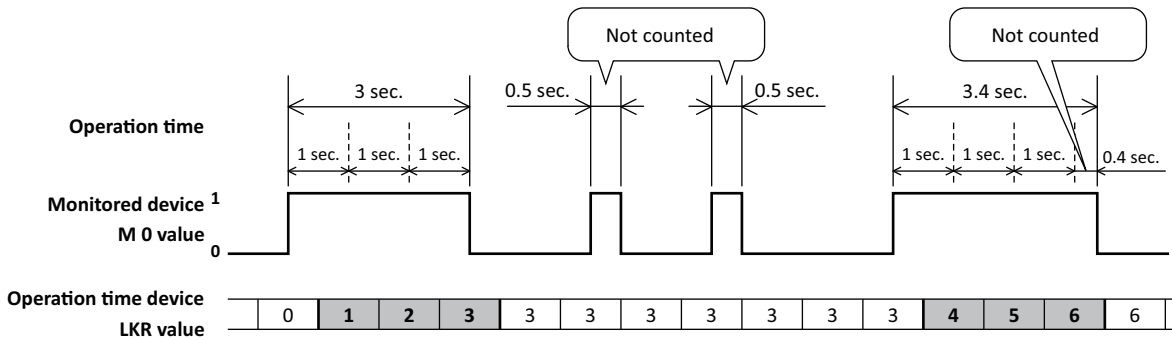 Not counted
Not counted
3 sec.
0.5 sec.
0.5 sec.
3.4 sec.
Operation time
1 sec.
1 sec.
1 sec.
1 sec.
1 sec.
1 sec.
0.4 sec.
Monitored device
M 0 value
1
0
Operation time device
LKR value
0 1 2 3 3 3 3 3 3 3 3 4 5 6 6